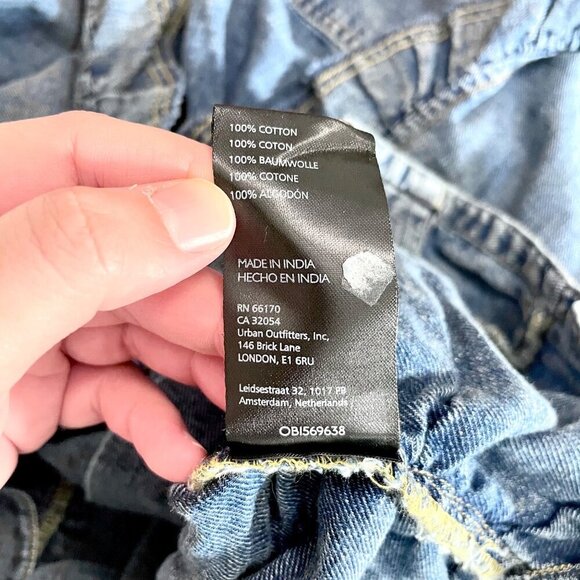 100% COTTON
100% COTON
100% BAUMWOLLE
100% COTONE
100% ALGODÓN
MADE IN INDIA
HECHO EN INDIA
RN 66170
CA 32054
Urban Outfitters, Inc,
146 Brick Lane
LONDON, E1 6RU
Leidsestraat 32, 1017 PB
Amsterdam, Netherlands
OBI569638